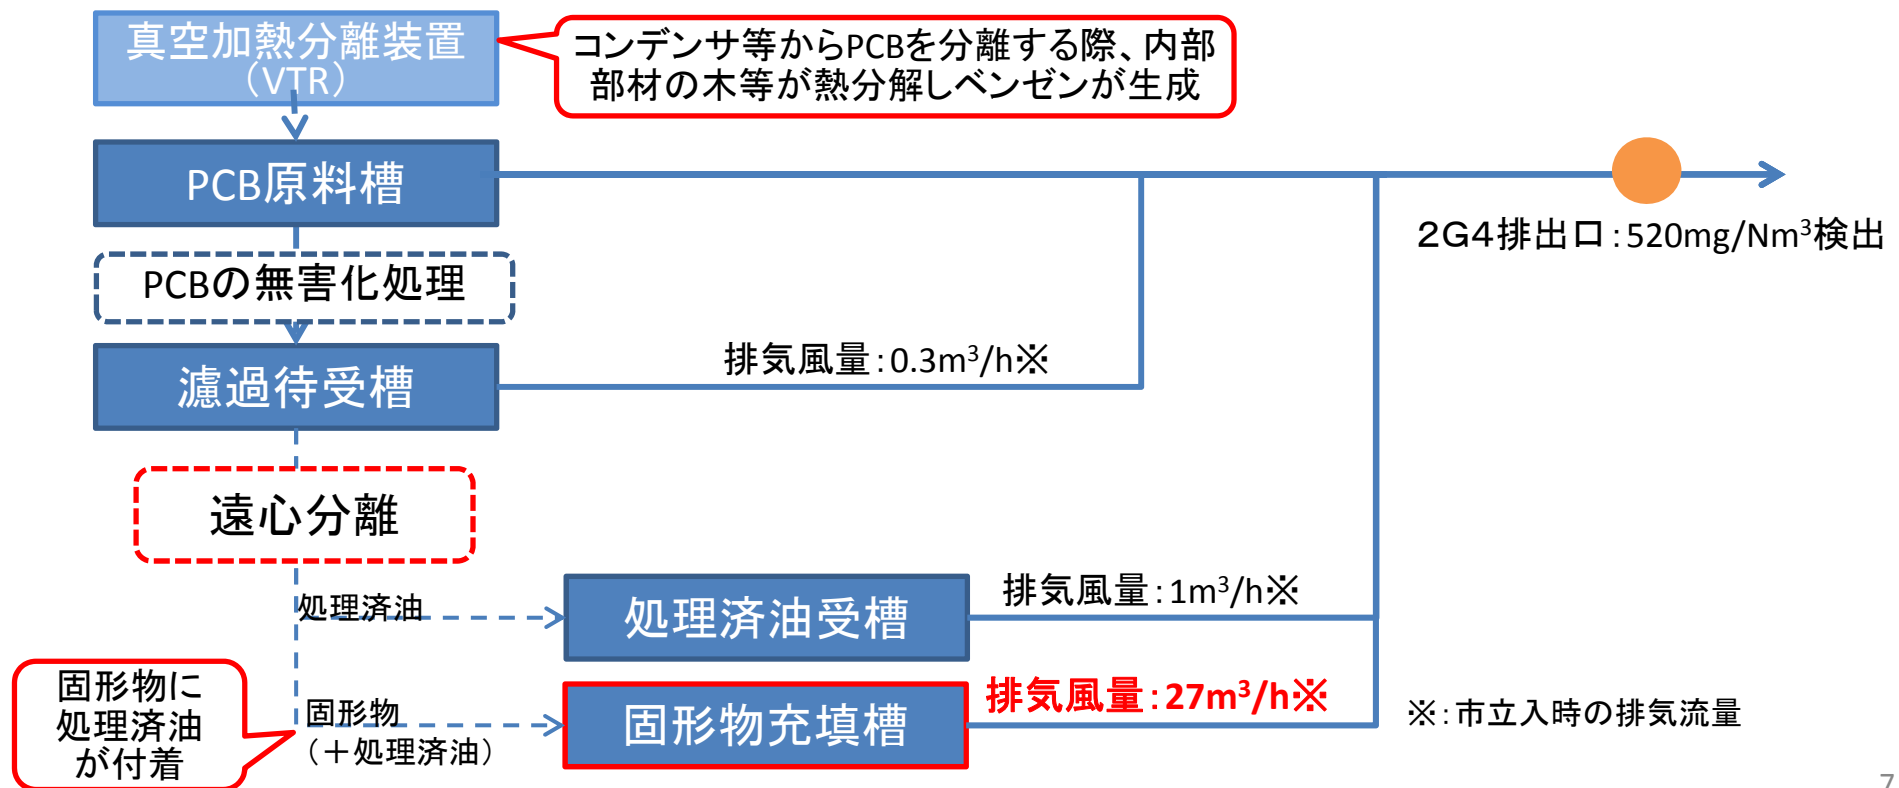 真空加熱分離装置
（VTR）
コンデンサ等からPCBを分離する際、内部
部材の木等が熱分解しベンゼンが生成
PCB原料槽
2G4排出口：520mg/Nm³検出
PCBの無害化処理
排気風量：0.3m³/h※
濾過待受槽
遠心分離
処理済油
処理済油受槽
排気風量：1m³/h※
固形物に
処理済油
が付着
固形物
（＋処理済油）
固形物充填槽
排気風量：27m³/h※
※：市立入時の排気流量
7